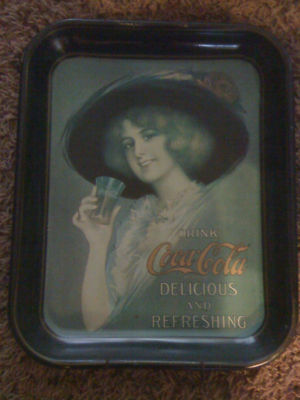 DRINK
Coca-Cola
DELICIOUS
AND
REFRESHING